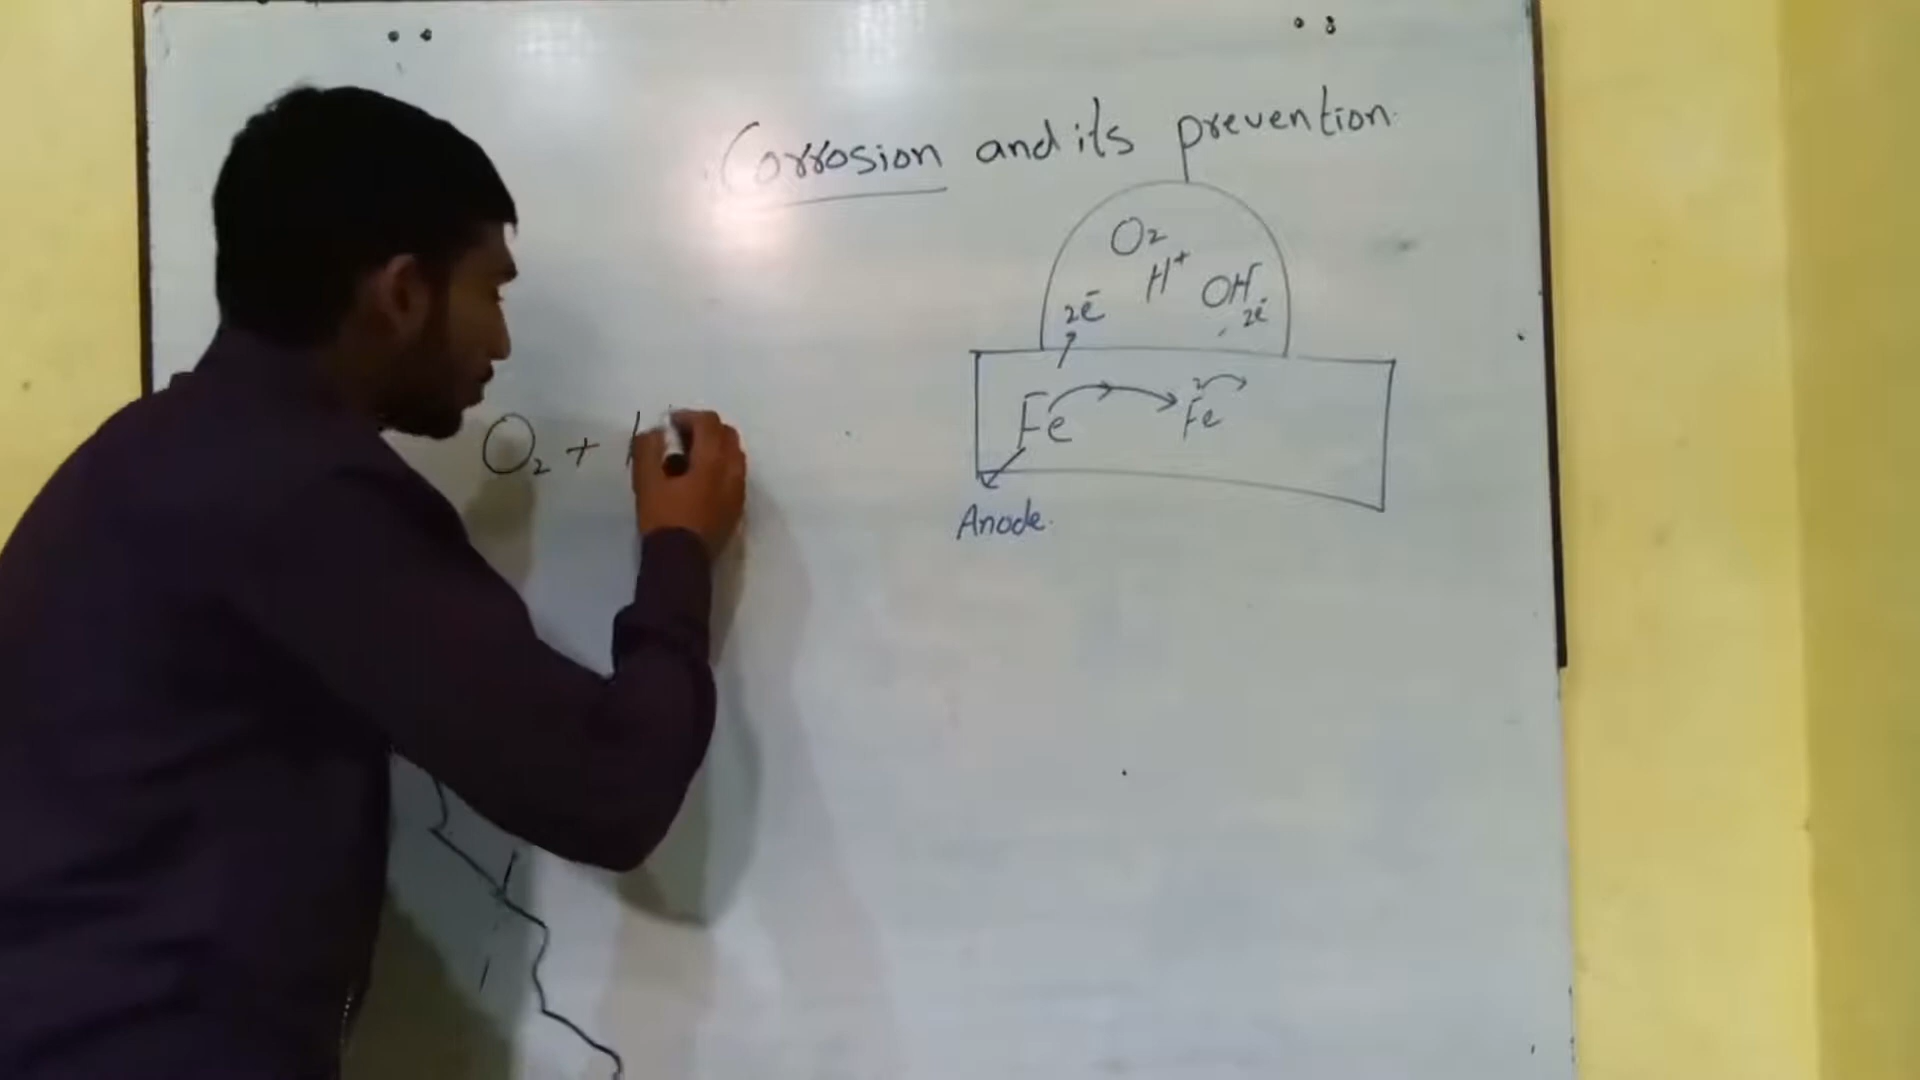 Corrosion and its prevention
O₂
H⁺
OH⁻
2e⁻
2e⁻
Fe
Fe
O₂ +
Anode